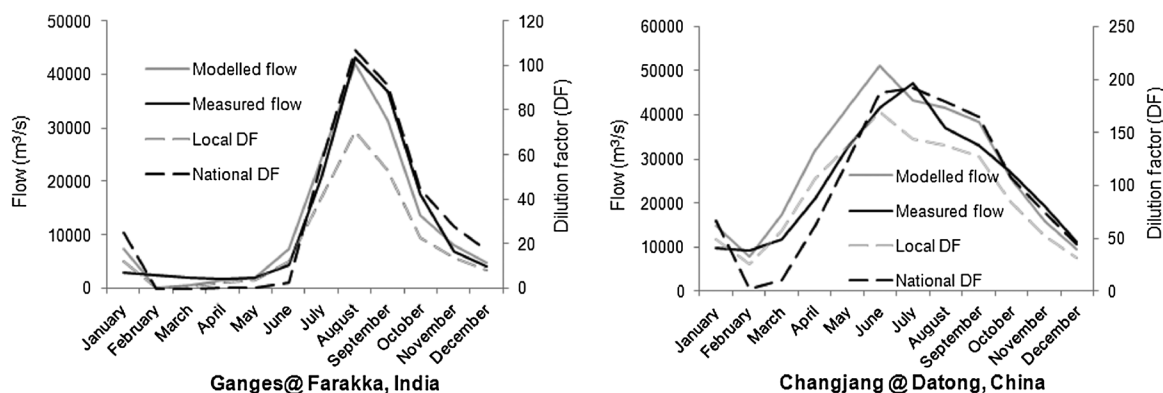 50000
40000
30000
20000
10000
0
Flow (m³/s)
Modelled flow
Measured flow
Local DF
National DF
120
100
80
60
40
20
0
Dilution factor (DF)
January
February
March
April
May
June
July
August
September
October
November
December
Ganges@ Farakka, India
60000
50000
40000
30000
20000
10000
0
Flow (m³/s)
Modelled flow
Measured flow
Local DF
National DF
250
200
150
100
50
0
Dilution factor (DF)
January
February
March
April
May
June
July
August
September
October
November
December
Changjang @ Datong, China